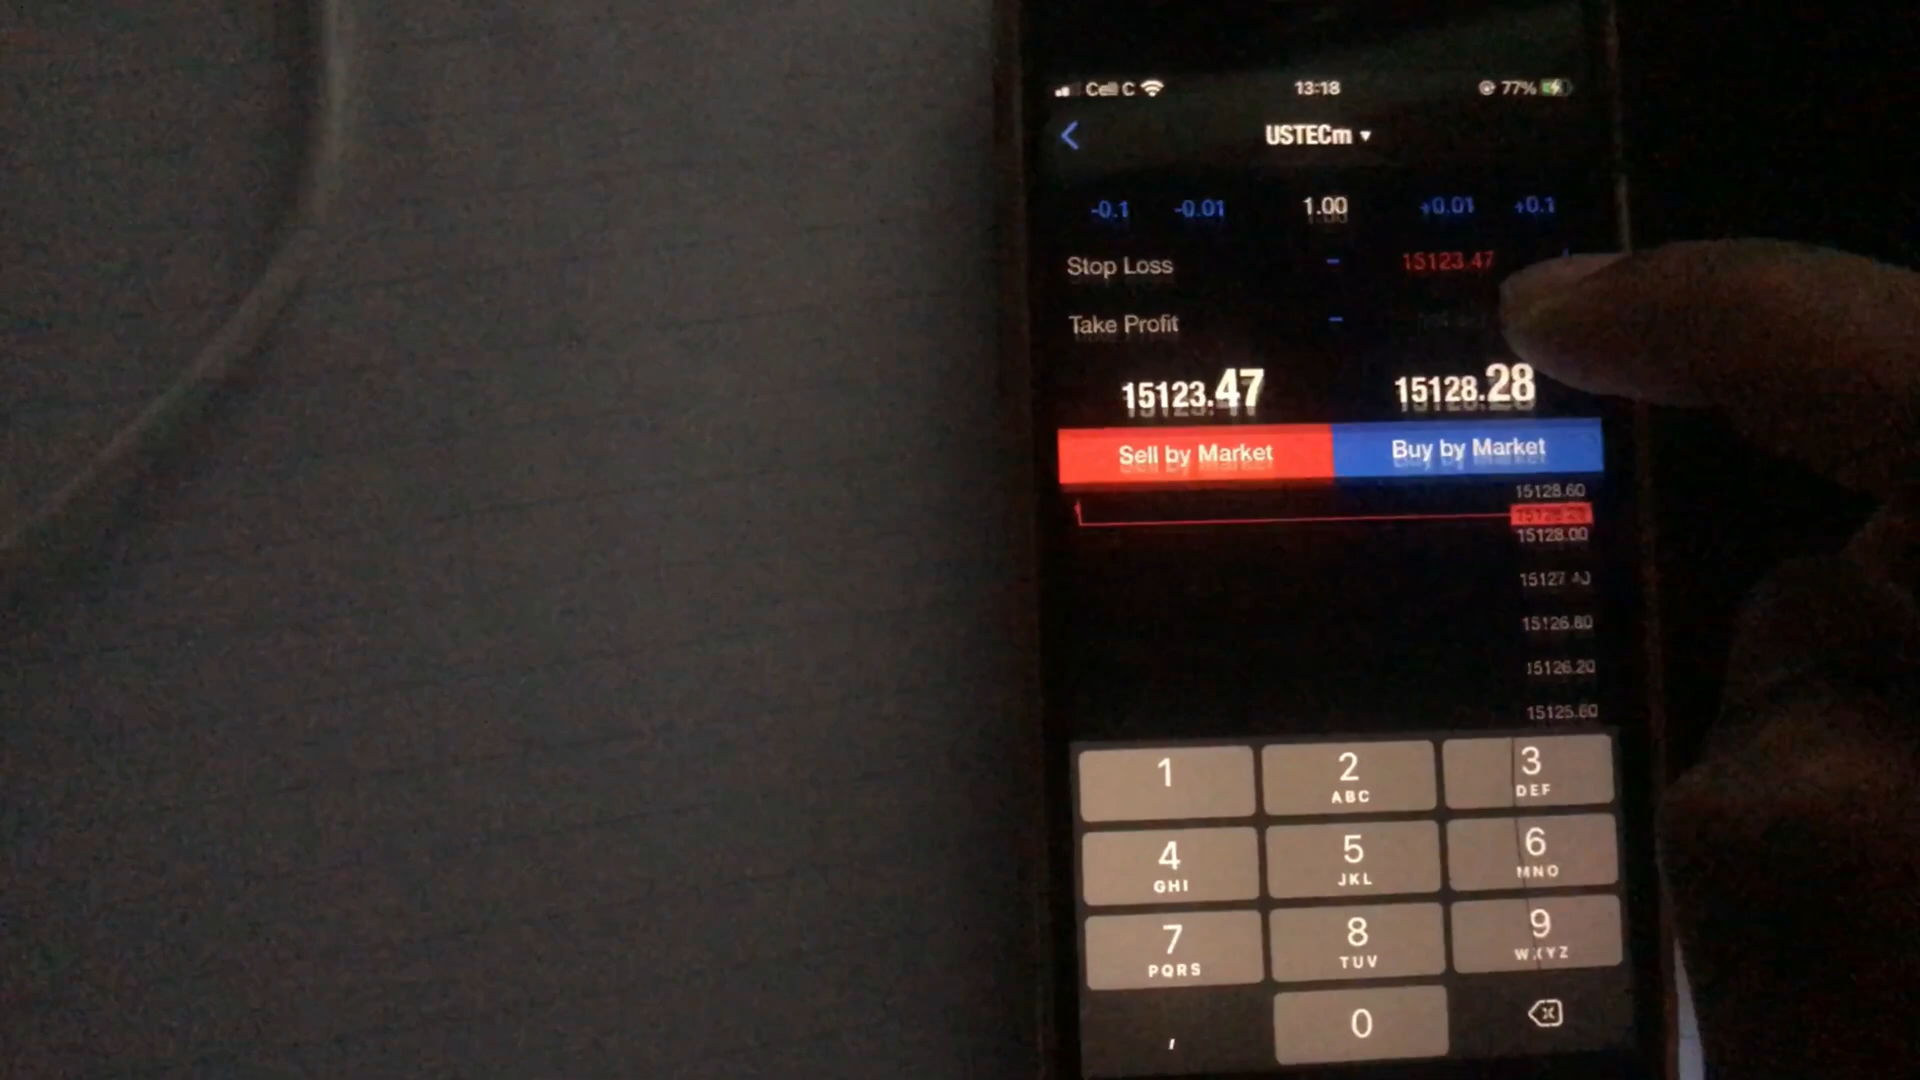 Cell C 13:18 77%
USTECm
-0.1 -0.01 1.00 +0.01 +0.1
Stop Loss - 15123.47
Take Profit -
15123.47 15128.28
Sell by Market Buy by Market
15128.60
15128.00
15127.40
15126.80
15126.20
15125.60
1 2 3
ABC DEF
4 5 6
GHI JKL MNO
7 8 9
PQRS TUV WXYZ
, 0